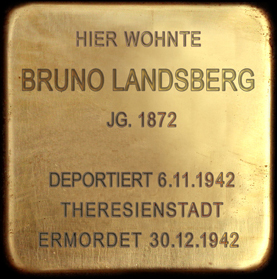 HIER WOHNTE
BRUNO LANDSBERG
JG. 1872
DEPORTIERT 6.11.1942
THERESIENSTADT
ERMORDET 30.12.1942